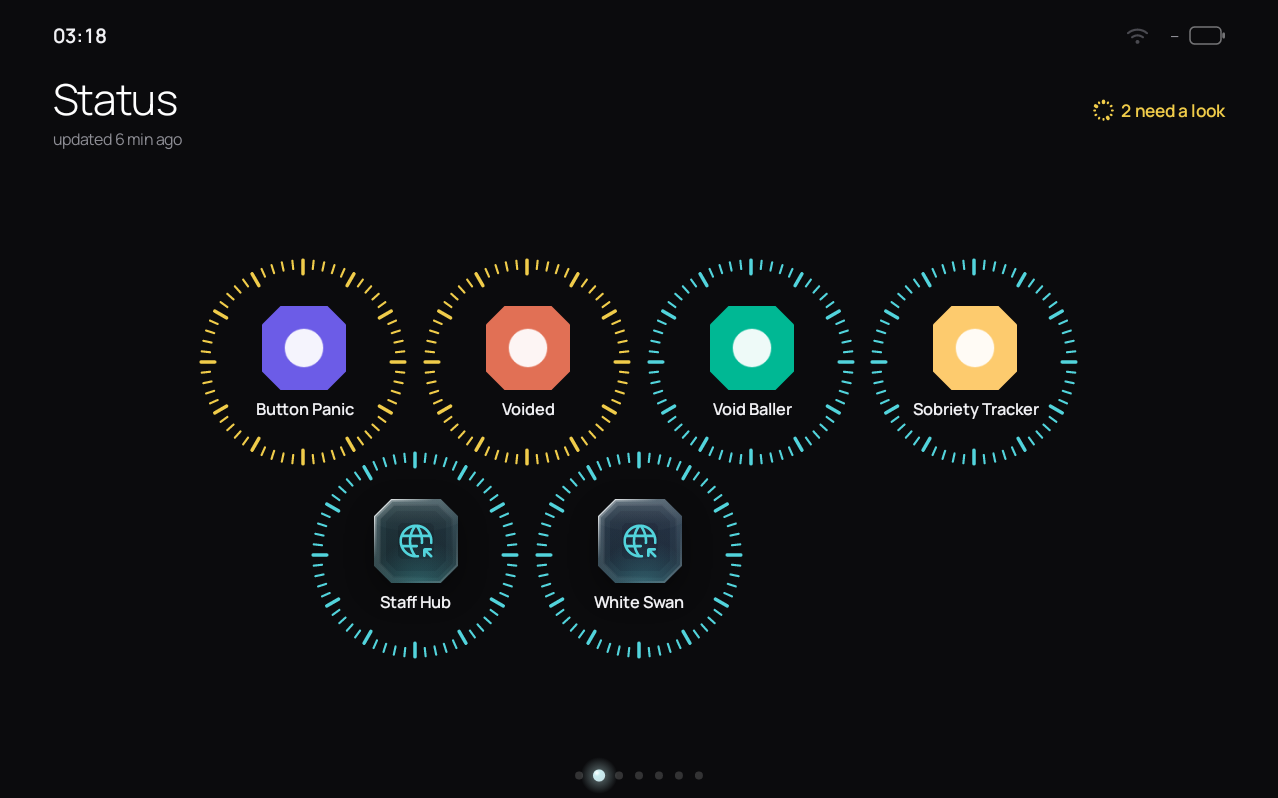 03:18
–
Status
2 need a look
updated 6 min ago
Button Panic
Voided
Void Baller
Sobriety Tracker
Staff Hub
White Swan